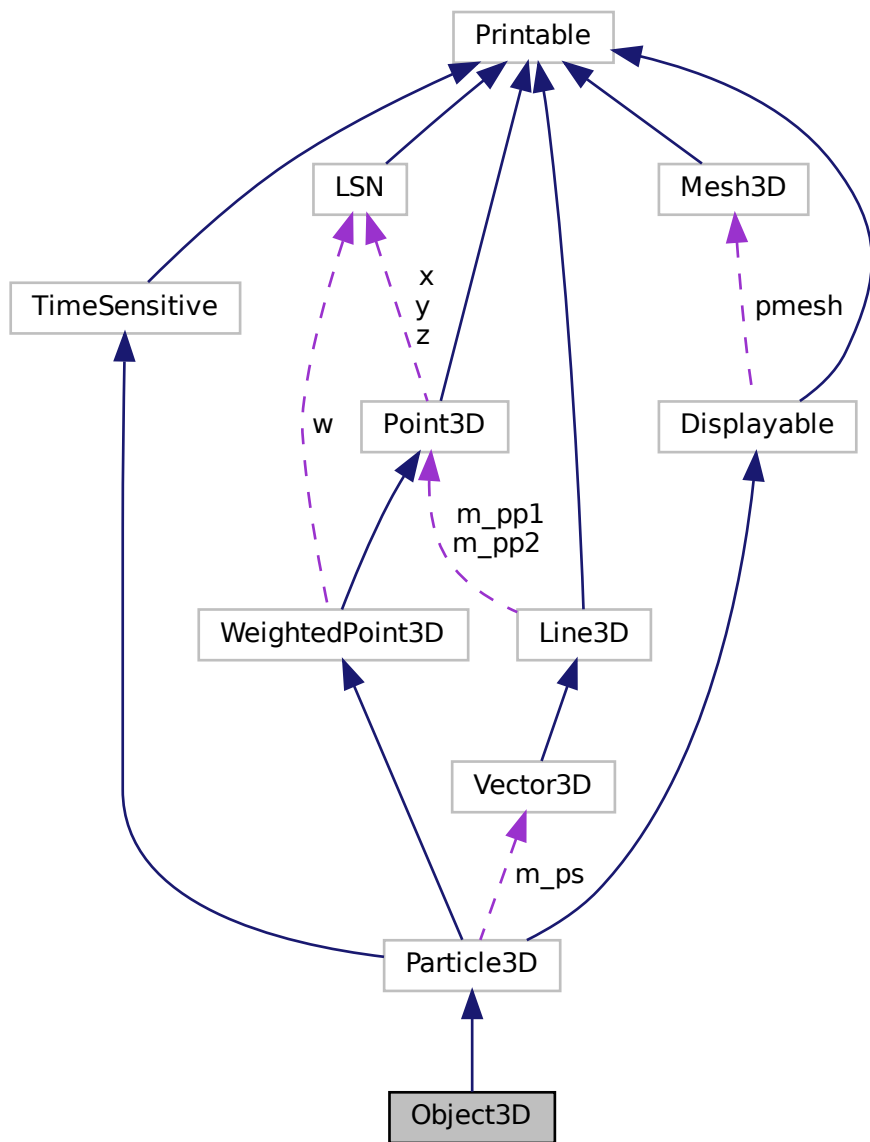 Printable
LSN
Mesh3D
x
y
z
TimeSensitive
pmesh
w
Point3D
Displayable
m_pp1
m_pp2
WeightedPoint3D
Line3D
Vector3D
m_ps
Particle3D
Object3D